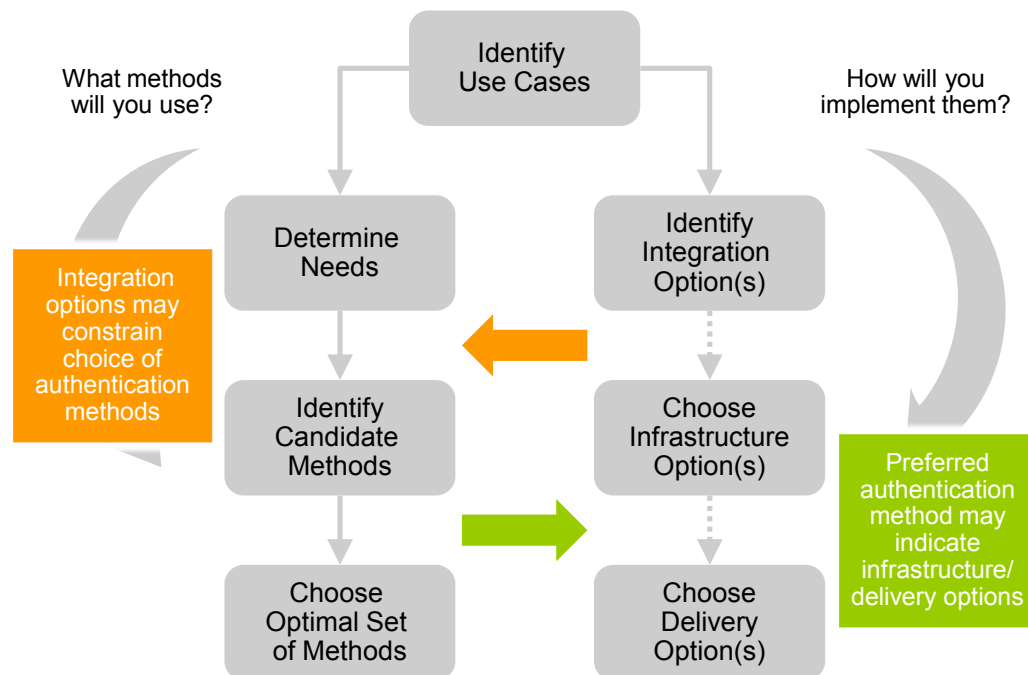 Identify
Use Cases
What methods
will you use?
How will you
implement them?
Determine
Needs
Identify
Integration
Option(s)
Integration
options may
constrain
choice of
authentication
methods
Identify
Candidate
Methods
Choose
Infrastructure
Option(s)
Preferred
authentication
method may
indicate
infrastructure/
delivery options
Choose
Optimal Set
of Methods
Choose
Delivery
Option(s)